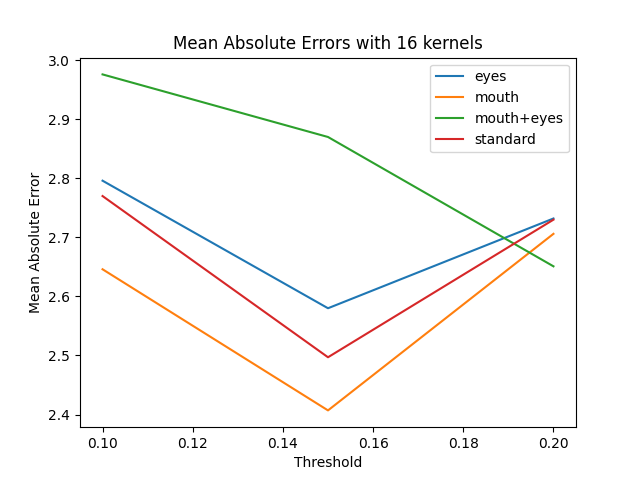 Mean Absolute Errors with 16 kernels
3.0
2.9
2.8
2.7
2.6
2.5
2.4
Mean Absolute Error
eyes
mouth
mouth+eyes
standard
0.10
0.12
0.14
0.16
0.18
0.20
Threshold